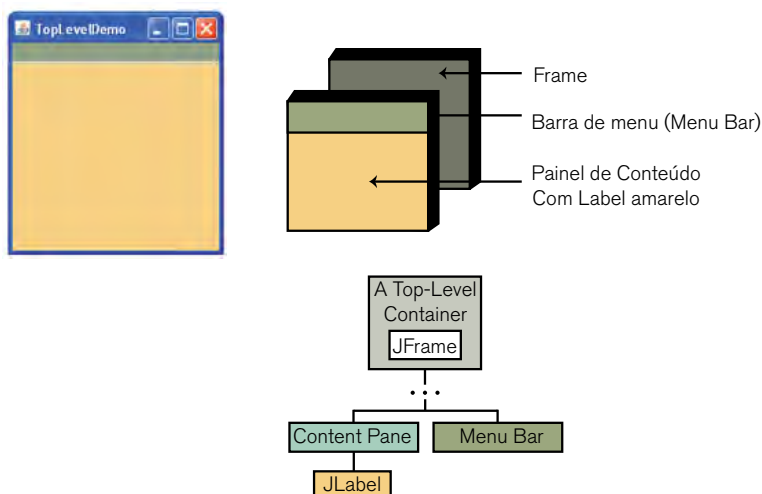 TopLevelDemo
Frame
Barra de menu (Menu Bar)
Painel de Conteúdo
Com Label amarelo
A Top-Level
Container
JFrame
...
Content Pane
Menu Bar
JLabel